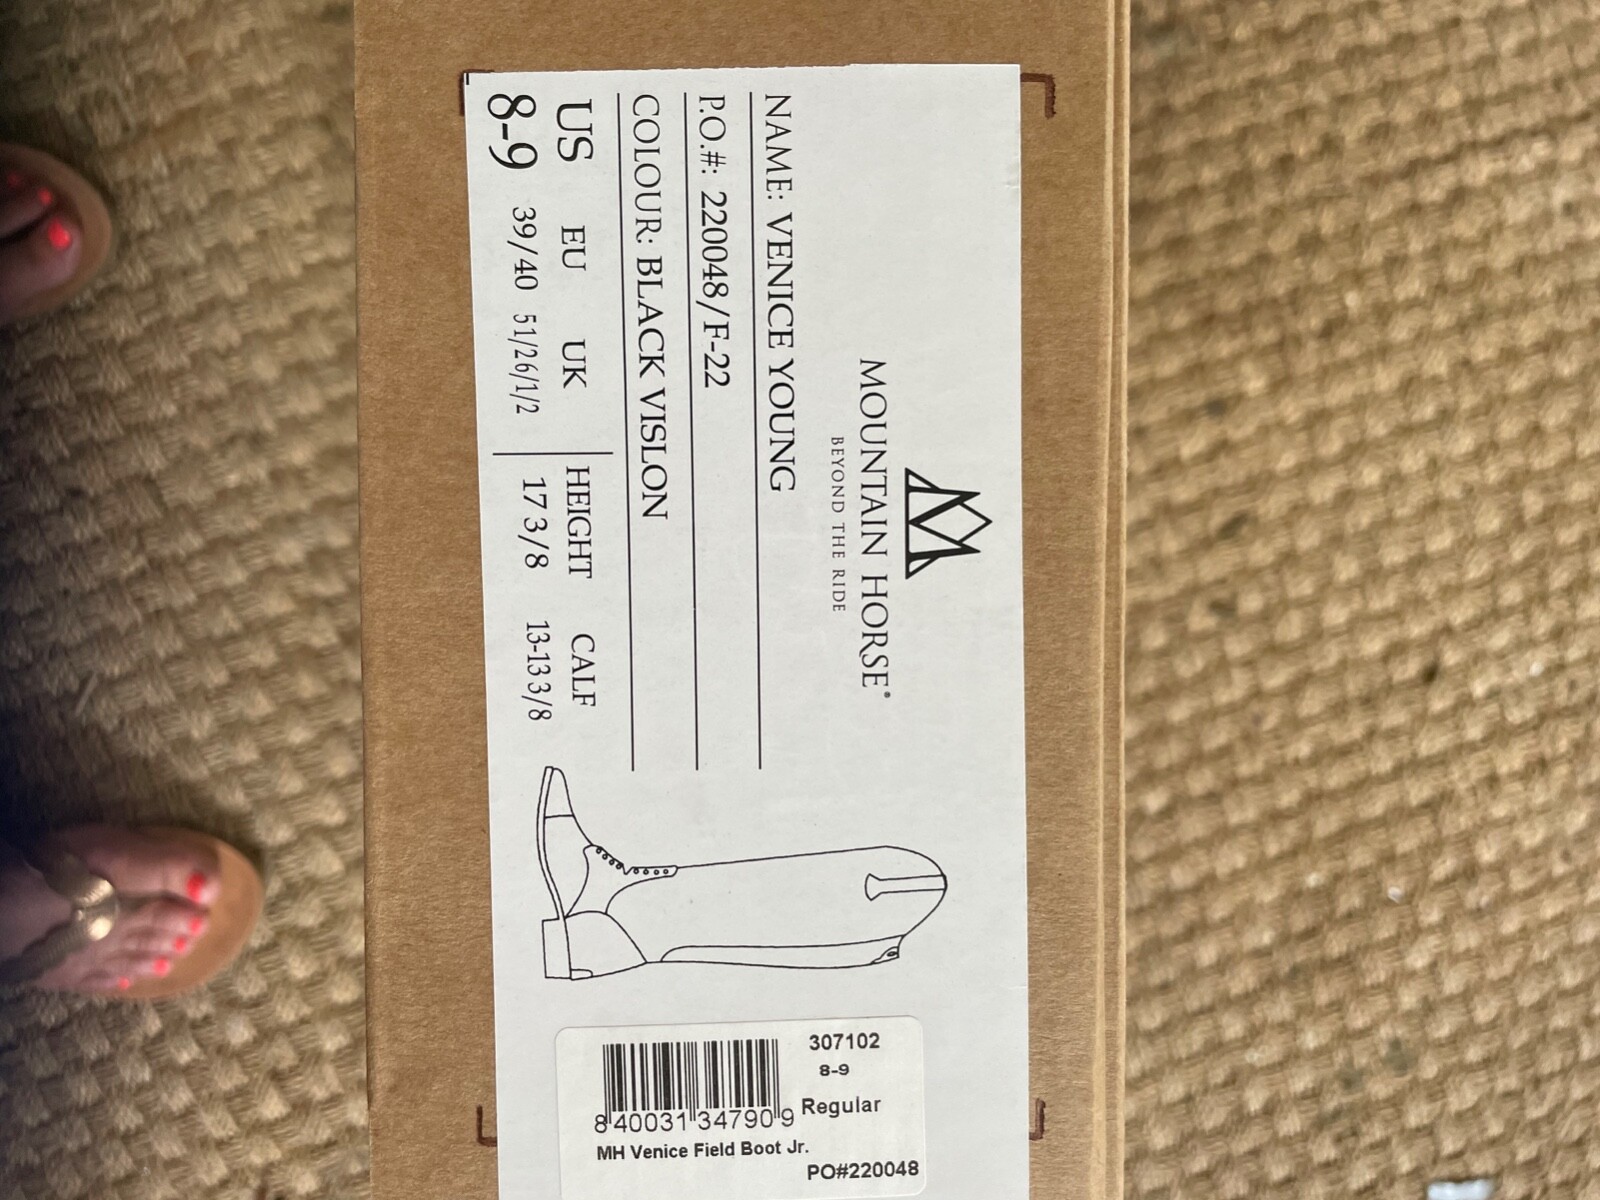 MOUNTAIN HORSE®
BEYOND THE RIDE
NAME: VENICE YOUNG
P.O.#: 220048/F-22
COLOUR: BLACK VISLON
US EU UK HEIGHT CALF
8-9 39/40 51/26/1/2 17 3/8 13-13 3/8
307102
8-9
Regular
8 40031 34790 9
MH Venice Field Boot Jr.
PO#220048